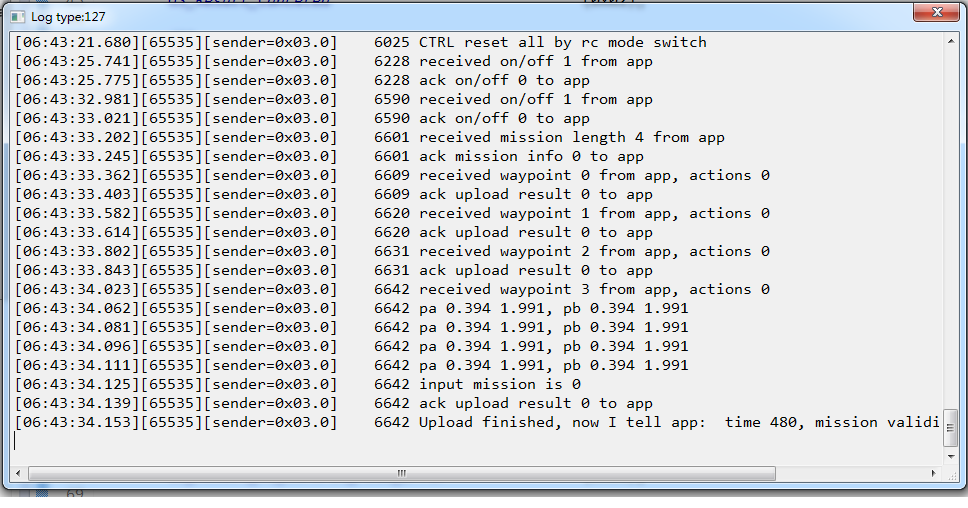 Log type:127
[06:43:21.680][65535][sender=0x03.0]    6025 CTRL reset all by rc mode switch
[06:43:25.741][65535][sender=0x03.0]    6228 received on/off 1 from app
[06:43:25.775][65535][sender=0x03.0]    6228 ack on/off 0 to app
[06:43:32.981][65535][sender=0x03.0]    6590 received on/off 1 from app
[06:43:33.021][65535][sender=0x03.0]    6590 ack on/off 0 to app
[06:43:33.202][65535][sender=0x03.0]    6601 received mission length 4 from app
[06:43:33.245][65535][sender=0x03.0]    6601 ack mission info 0 to app
[06:43:33.362][65535][sender=0x03.0]    6609 received waypoint 0 from app, actions 0
[06:43:33.403][65535][sender=0x03.0]    6609 ack upload result 0 to app
[06:43:33.582][65535][sender=0x03.0]    6620 received waypoint 1 from app, actions 0
[06:43:33.614][65535][sender=0x03.0]    6620 ack upload result 0 to app
[06:43:33.802][65535][sender=0x03.0]    6631 received waypoint 2 from app, actions 0
[06:43:33.843][65535][sender=0x03.0]    6631 ack upload result 0 to app
[06:43:34.023][65535][sender=0x03.0]    6642 received waypoint 3 from app, actions 0
[06:43:34.062][65535][sender=0x03.0]    6642 pa 0.394 1.991, pb 0.394 1.991
[06:43:34.081][65535][sender=0x03.0]    6642 pa 0.394 1.991, pb 0.394 1.991
[06:43:34.096][65535][sender=0x03.0]    6642 pa 0.394 1.991, pb 0.394 1.991
[06:43:34.111][65535][sender=0x03.0]    6642 pa 0.394 1.991, pb 0.394 1.991
[06:43:34.125][65535][sender=0x03.0]    6642 input mission is 0
[06:43:34.139][65535][sender=0x03.0]    6642 ack upload result 0 to app
[06:43:34.153][65535][sender=0x03.0]    6642 Upload finished, now I tell app:  time 480, mission validi
69